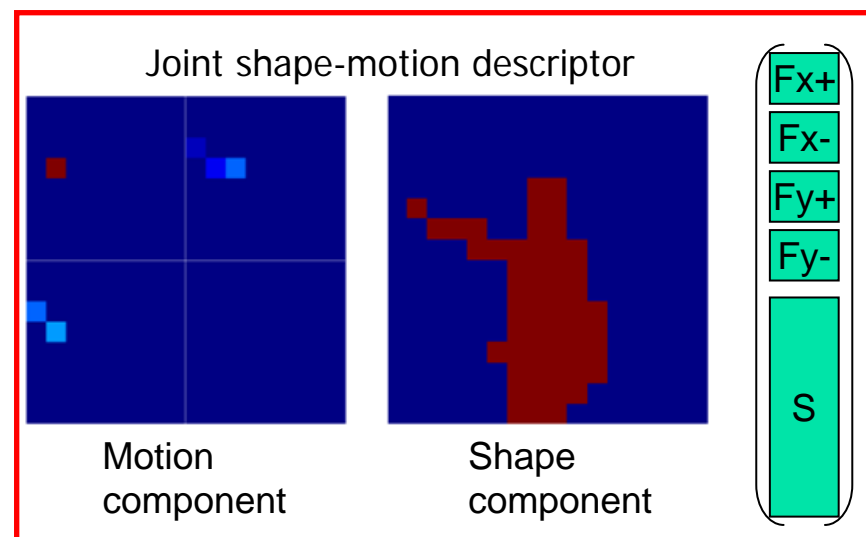 Joint shape-motion descriptor
Motion
component
Shape
component
Fx+
Fx-
Fy+
Fy-
S